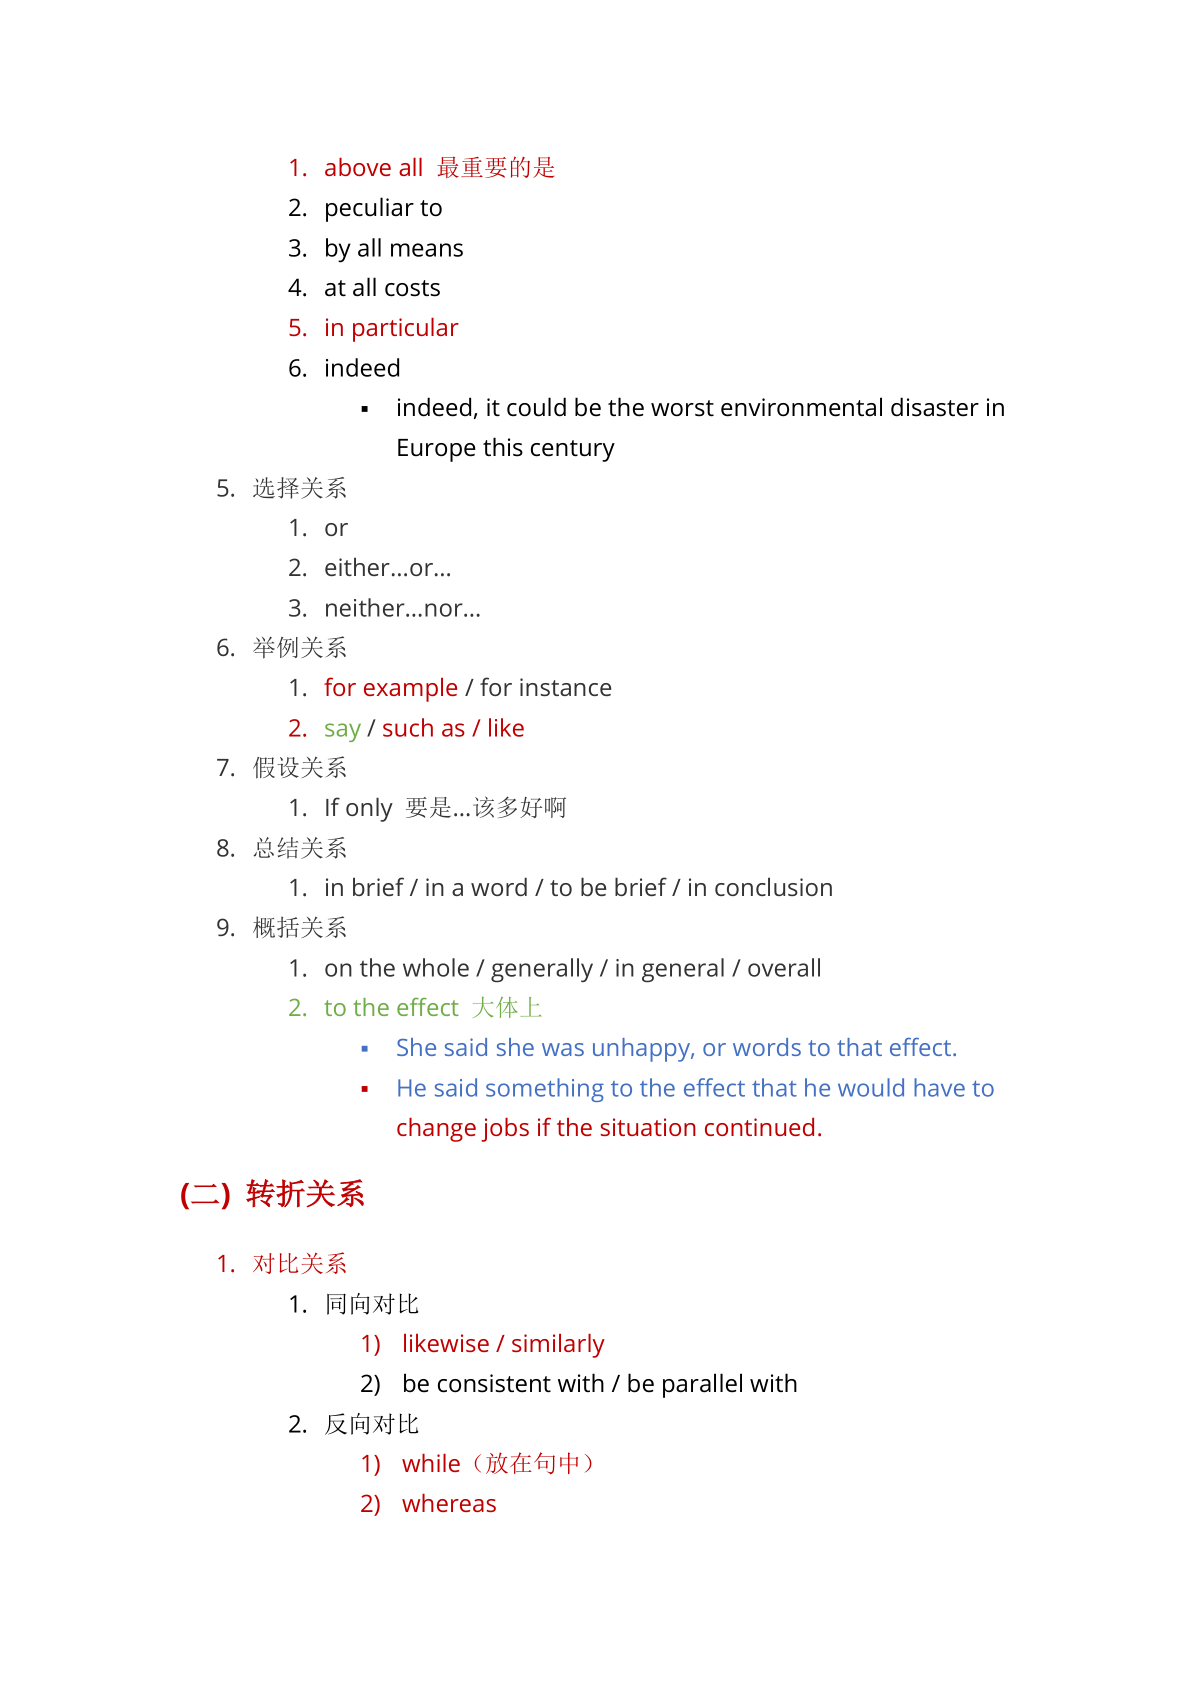 1. above all 最重要的是
2. peculiar to
3. by all means
4. at all costs
5. in particular
6. indeed
▪ indeed, it could be the worst environmental disaster in
Europe this century
5. 选择关系
1. or
2. either…or…
3. neither…nor…
6. 举例关系
1. for example / for instance
2. say / such as / like
7. 假设关系
1. If only 要是…该多好啊
8. 总结关系
1. in brief / in a word / to be brief / in conclusion
9. 概括关系
1. on the whole / generally / in general / overall
2. to the effect 大体上
▪ She said she was unhappy, or words to that effect.
▪ He said something to the effect that he would have to
change jobs if the situation continued.
(二) 转折关系
1. 对比关系
1. 同向对比
1) likewise / similarly
2) be consistent with / be parallel with
2. 反向对比
1) while（放在句中）
2) whereas